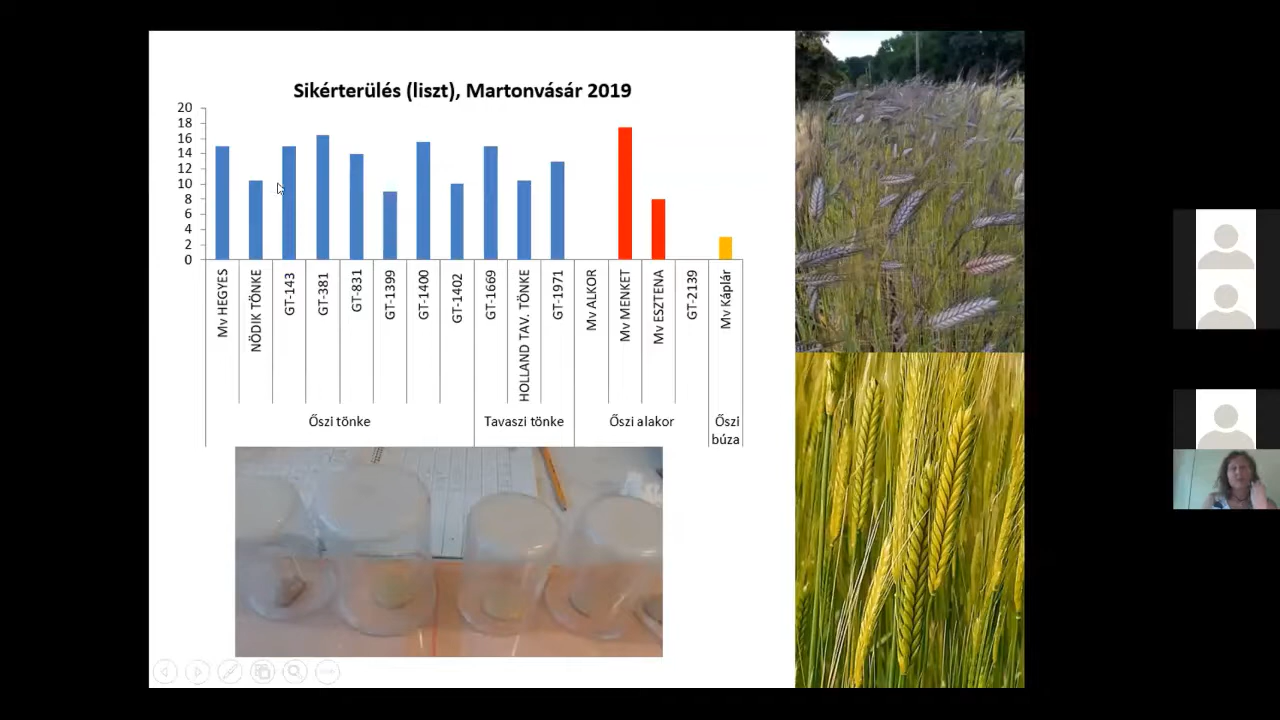 Sikérterülés (liszt), Martonvásár 2019
20
18
16
14
12
10
8
6
4
2
0
Mv HEGYES
NÖDIK TÖNKE
GT-143
GT-381
GT-831
GT-1399
GT-1400
GT-1402
GT-1669
HOLLAND TAV. TÖNKE
GT-1971
Mv ALKOR
Mv MENKET
Mv ESZTENA
GT-2139
Mv Káplár
Őszi tönke
Tavaszi tönke
Őszi alakor
Őszi
búza